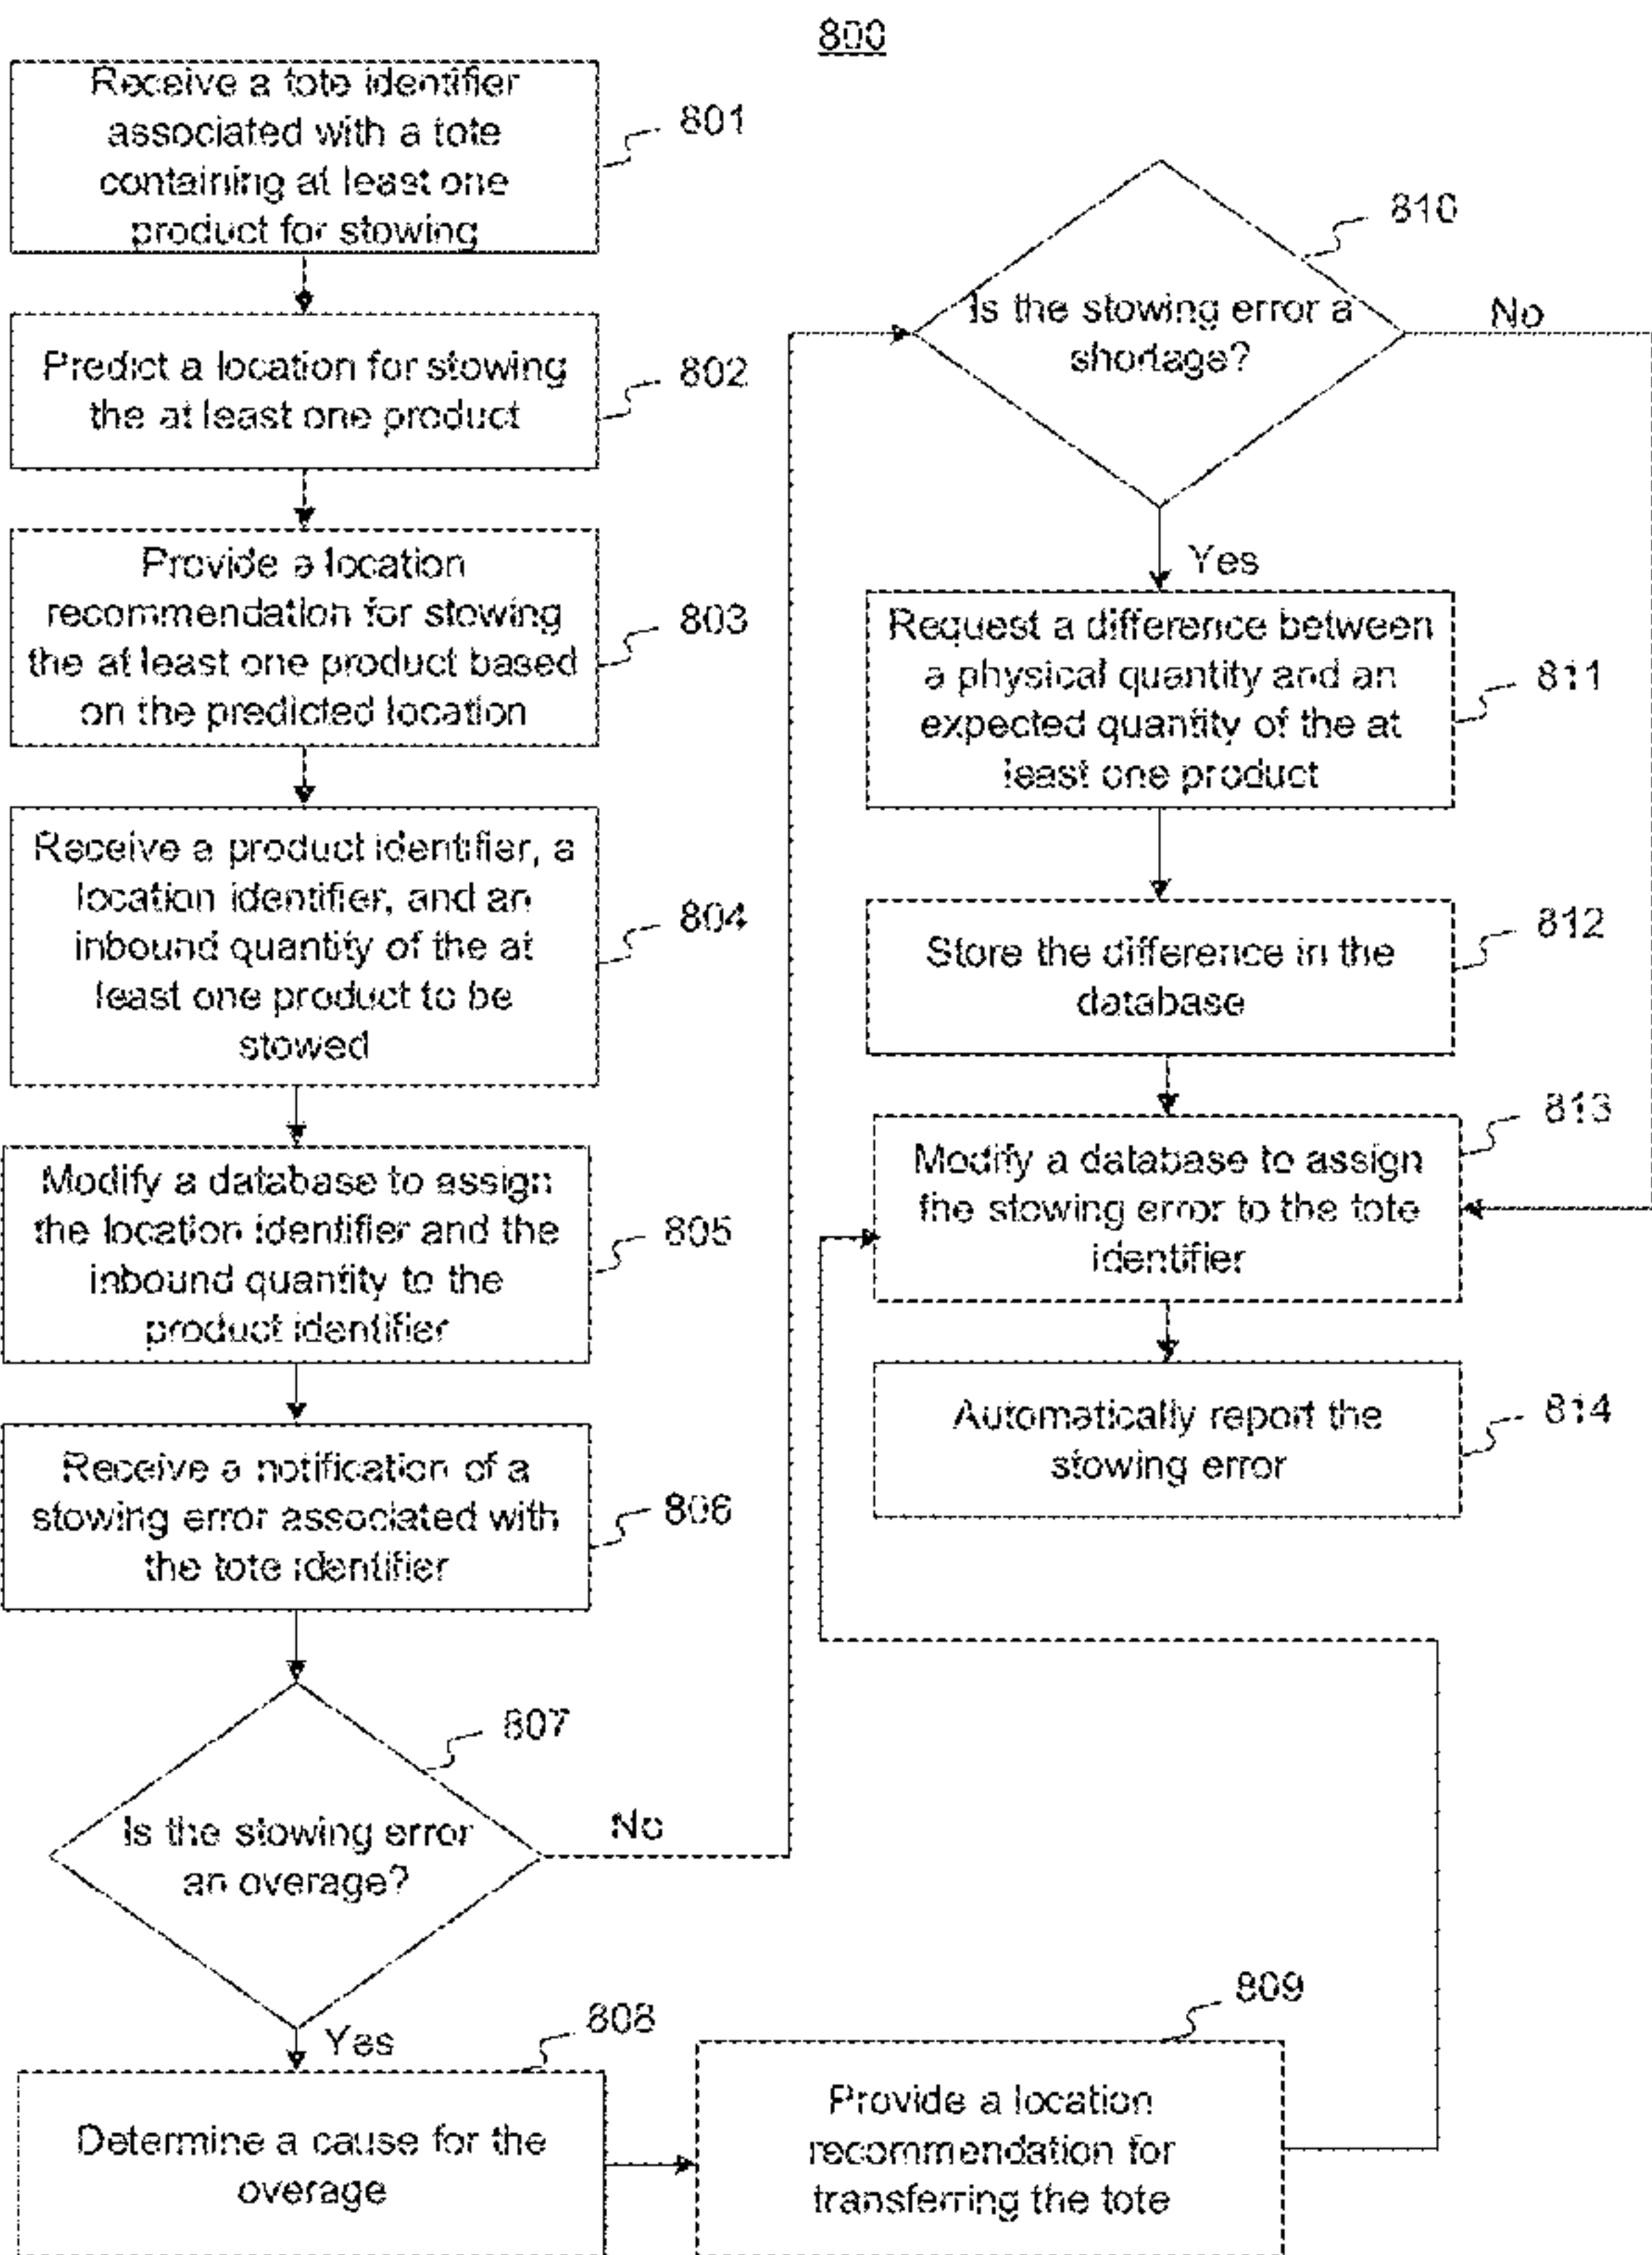 800
Receive a tote identifier
associated with a tote
containing at least one
product for stowing
801
Predict a location for stowing
the at least one product
802
Provide a location
recommendation for stowing
the at least one product based
on the predicted location
803
Receive a product identifier, a
location identifier, and an
inbound quantity of the at
least one product to be
stowed
804
Modify a database to assign
the location identifier and the
inbound quantity to the
product identifier
805
Receive a notification of a
stowing error associated with
the tote identifier
806
Is the stowing error
an overage?
807
No
Yes
Determine a cause for the
overage
808
Provide a location
recommendation for
transferring the tote
809
Is the stowing error a
shortage?
810
No
Yes
Request a difference between
a physical quantity and an
expected quantity of the at
least one product
811
Store the difference in the
database
812
Modify a database to assign
the stowing error to the tote
identifier
813
Automatically report the
stowing error
814